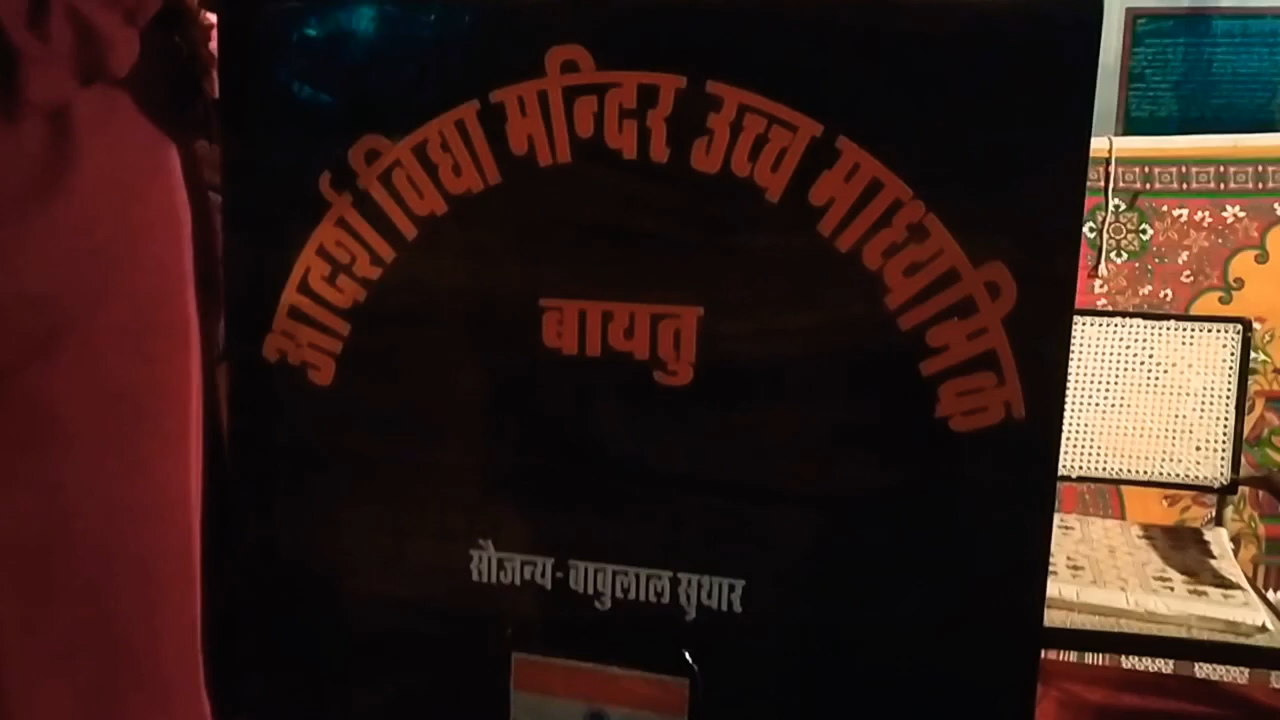 आदर्श विद्या मन्दिर उच्च माध्यमिक
बायतु
सौजन्य- बाबुलाल सुथार